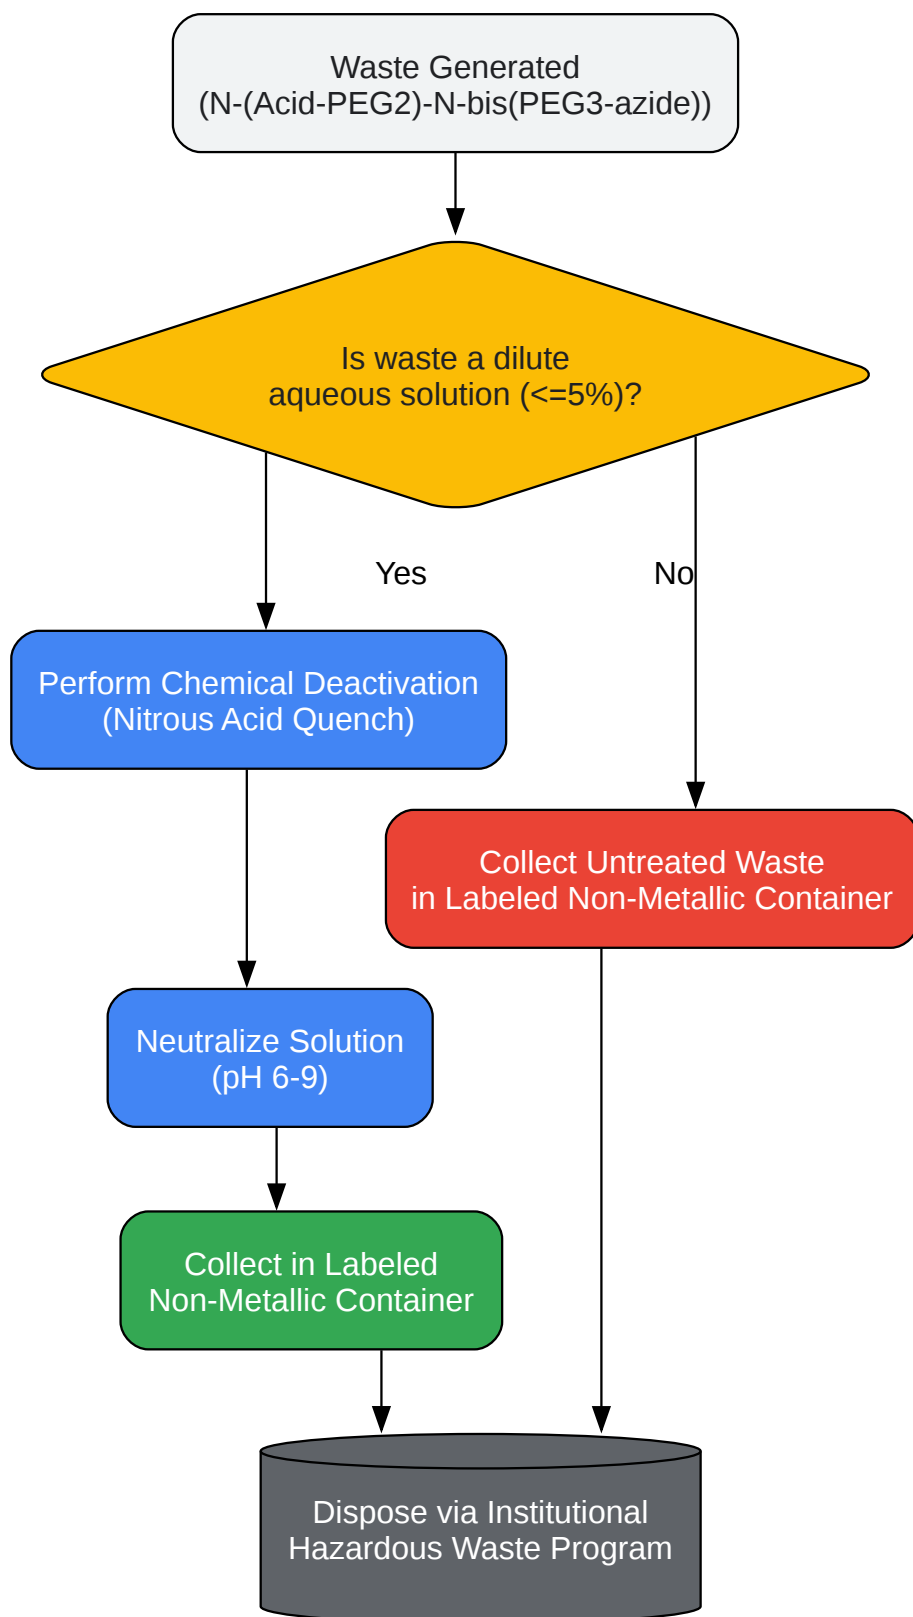 Waste Generated
(N-(Acid-PEG2)-N-bis(PEG3-azide))
Is waste a dilute
aqueous solution (<=5%)?
Yes
No
Perform Chemical Deactivation
(Nitrous Acid Quench)
Collect Untreated Waste
in Labeled Non-Metallic Container
Neutralize Solution
(pH 6-9)
Collect in Labeled
Non-Metallic Container
Dispose via Institutional
Hazardous Waste Program